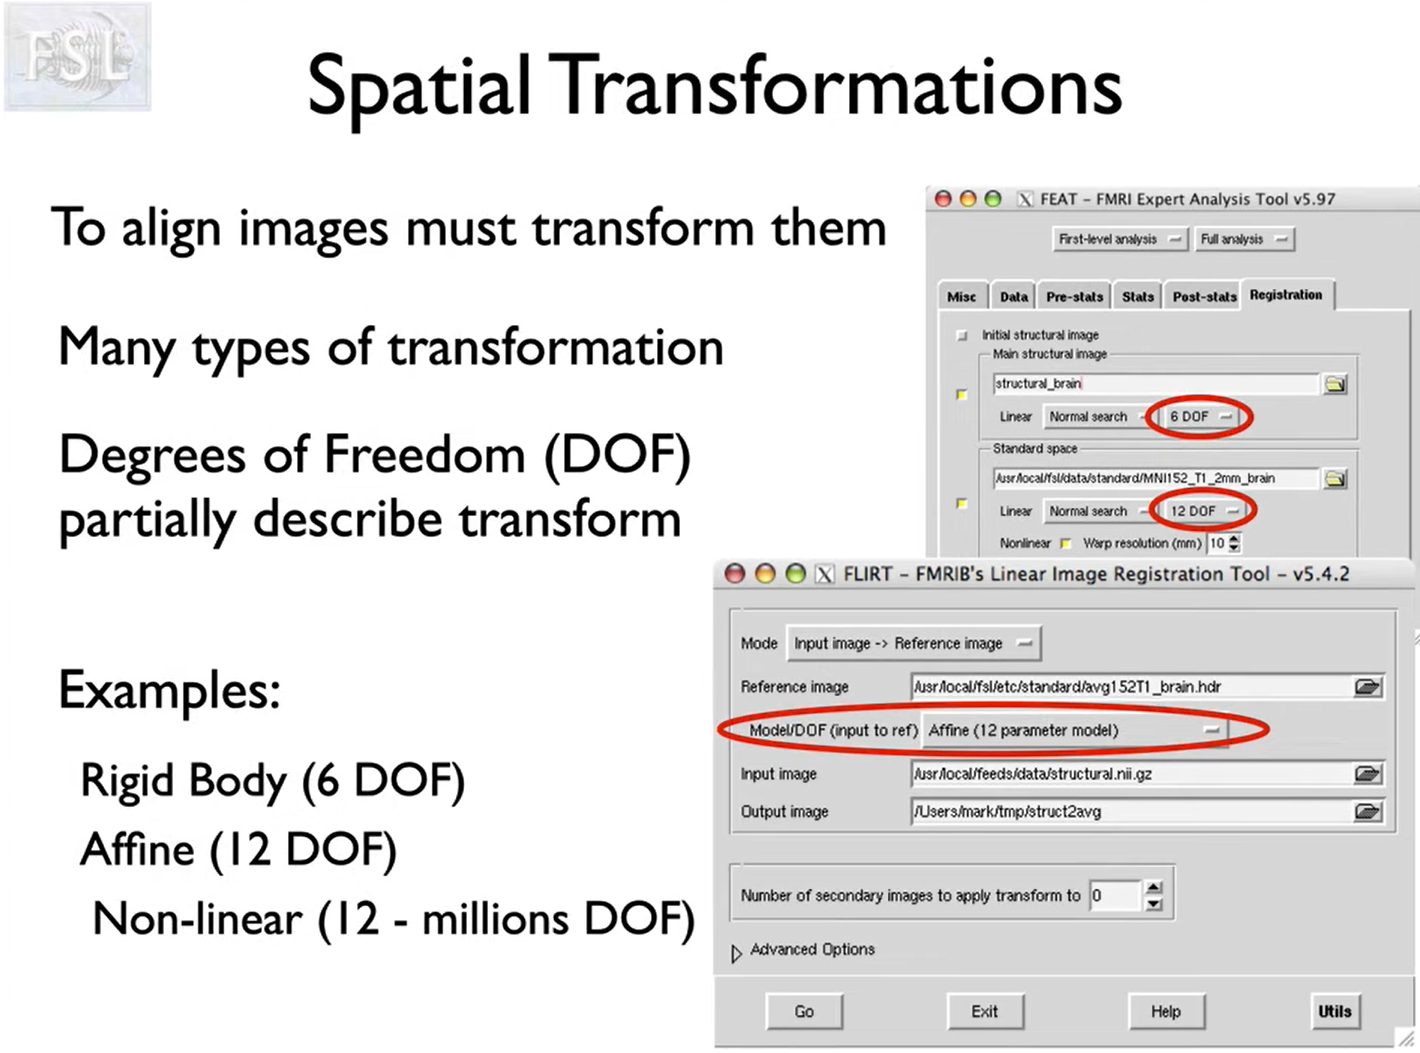 FSL
Spatial Transformations
To align images must transform them
Many types of transformation
Degrees of Freedom (DOF)
partially describe transform
Examples:
Rigid Body (6 DOF)
Affine (12 DOF)
Non-linear (12 - millions DOF)
X FEAT - FMRI Expert Analysis Tool v5.97
First-level analysis Full analysis
Misc Data Pre-stats Stats Post-stats Registration
Initial structural image
Main structural image
structural_brain
Linear Normal search 6 DOF
Standard space
/usr/local/fsl/data/standard/MNI152_T1_2mm_brain
Linear Normal search 12 DOF
Nonlinear Warp resolution (mm) 10
X FLIRT - FMRIB's Linear Image Registration Tool - v5.4.2
Mode Input image -> Reference image
Reference image /usr/local/fsl/etc/standard/avg152T1_brain.hdr
Model/DOF (input to ref) Affine (12 parameter model)
Input image /usr/local/feeds/data/structural.nii.gz
Output image /Users/mark/tmp/struct2avg
Number of secondary images to apply transform to 0
Advanced Options
Go Exit Help Utils